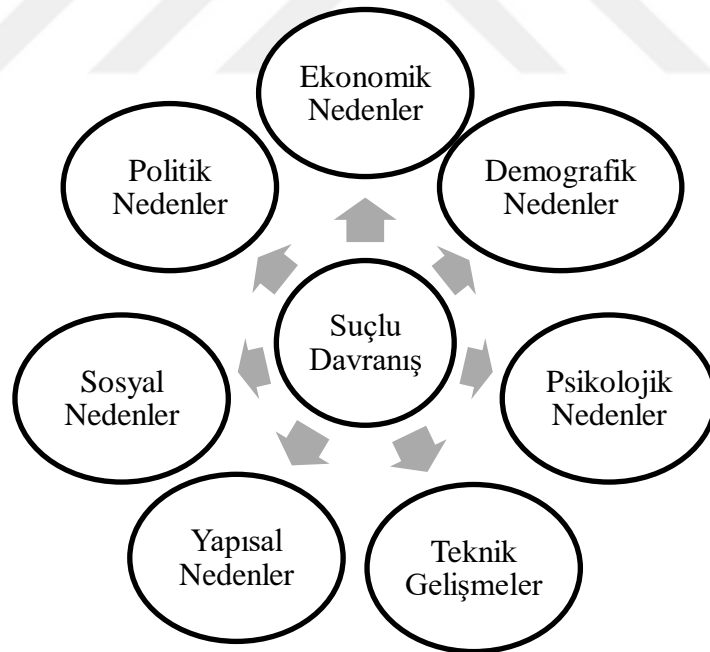 Ekonomik
Nedenler
Demografik
Nedenler
Psikolojik
Nedenler
Teknik
Gelişmeler
Yapısal
Nedenler
Sosyal
Nedenler
Politik
Nedenler
Suçlu
Davranış